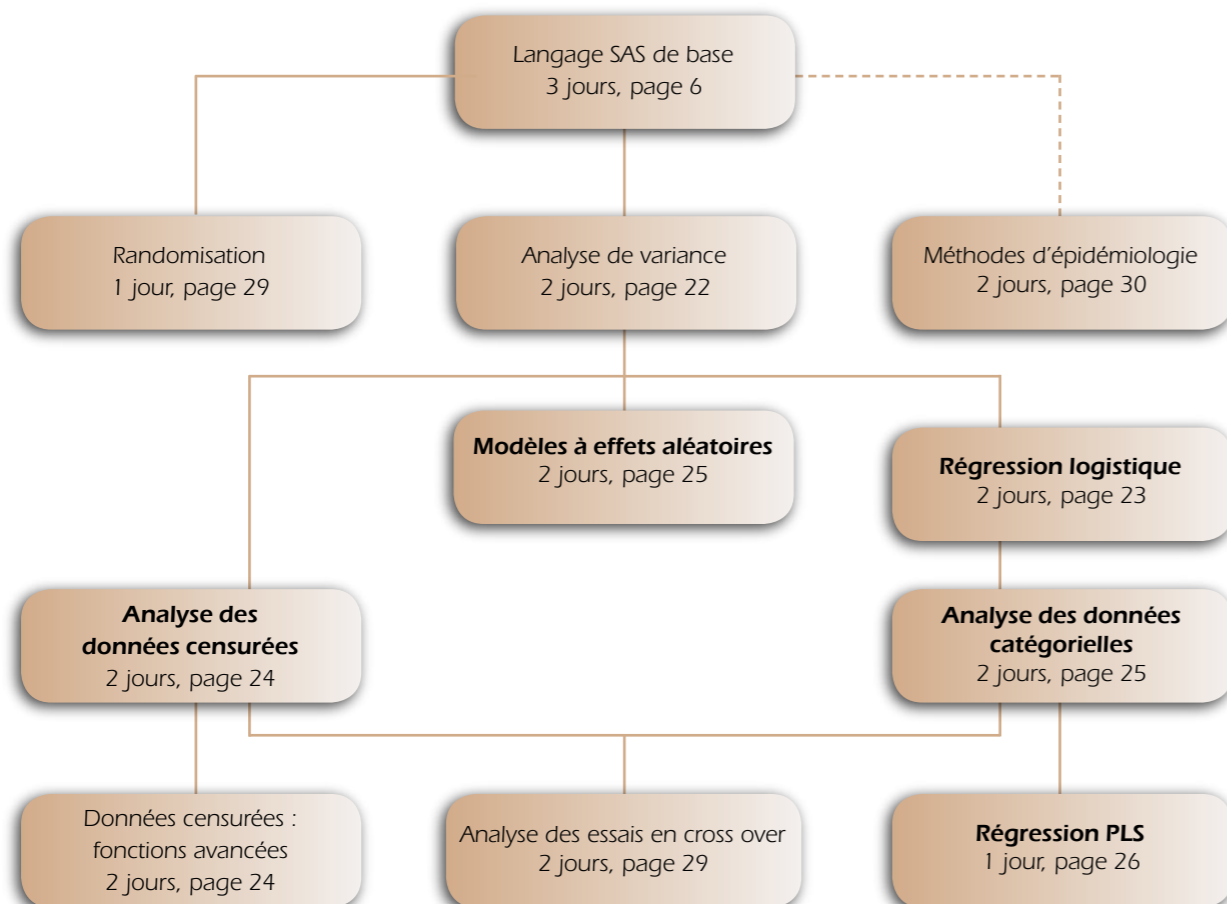 Langage SAS de base
3 jours, page 6
Randomisation
1 jour, page 29
Analyse de variance
2 jours, page 22
Méthodes d'épidémiologie
2 jours, page 30
Modèles à effets aléatoires
2 jours, page 25
Régression logistique
2 jours, page 23
Analyse des
données censurées
2 jours, page 24
Analyse des données
catégorielles
2 jours, page 25
Données censurées :
fonctions avancées
2 jours, page 24
Analyse des essais en cross over
2 jours, page 29
Régression PLS
1 jour, page 26